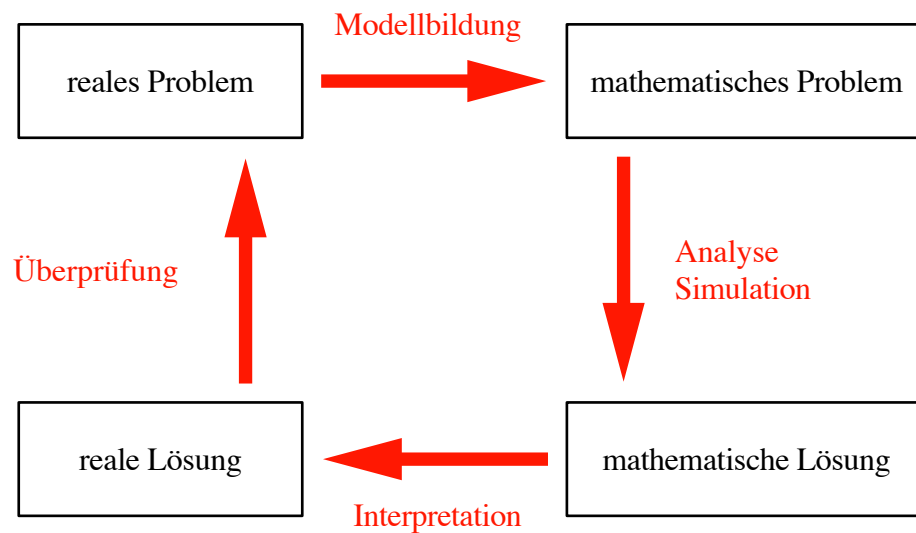 Modellbildung
reales Problem
mathematisches Problem
Überprüfung
Analyse
Simulation
reale Lösung
mathematische Lösung
Interpretation